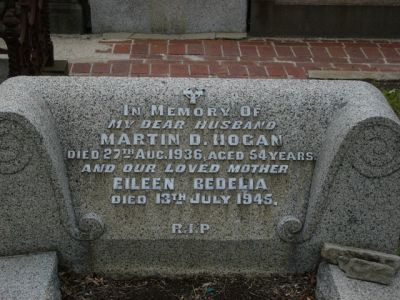 IN MEMORY OF
MY DEAR HUSBAND
MARTIN D. HOGAN
DIED 27TH AUG. 1936, AGED 54 YEARS.
AND OUR LOVED MOTHER
EILEEN BEDELIA
DIED 13TH JULY 1945.
R.I.P